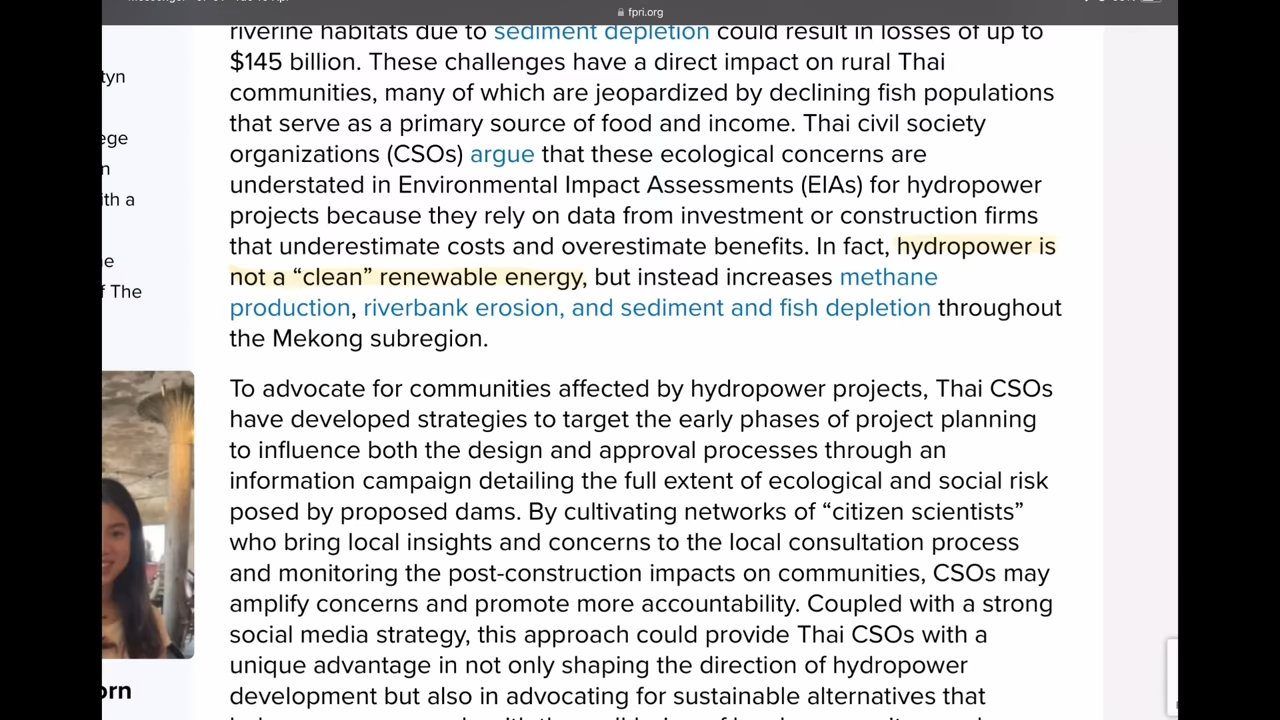 fpri.org
riverine habitats due to sediment depletion could result in losses of up to
$145 billion. These challenges have a direct impact on rural Thai
communities, many of which are jeopardized by declining fish populations
that serve as a primary source of food and income. Thai civil society
organizations (CSOs) argue that these ecological concerns are
understated in Environmental Impact Assessments (EIAs) for hydropower
projects because they rely on data from investment or construction firms
that underestimate costs and overestimate benefits. In fact, hydropower is
not a “clean” renewable energy, but instead increases methane
production, riverbank erosion, and sediment and fish depletion throughout
the Mekong subregion.
To advocate for communities affected by hydropower projects, Thai CSOs
have developed strategies to target the early phases of project planning
to influence both the design and approval processes through an
information campaign detailing the full extent of ecological and social risk
posed by proposed dams. By cultivating networks of “citizen scientists”
who bring local insights and concerns to the local consultation process
and monitoring the post-construction impacts on communities, CSOs may
amplify concerns and promote more accountability. Coupled with a strong
social media strategy, this approach could provide Thai CSOs with a
unique advantage in not only shaping the direction of hydropower
development but also in advocating for sustainable alternatives that
tyn
ege
n
ith a
e
f The
orn